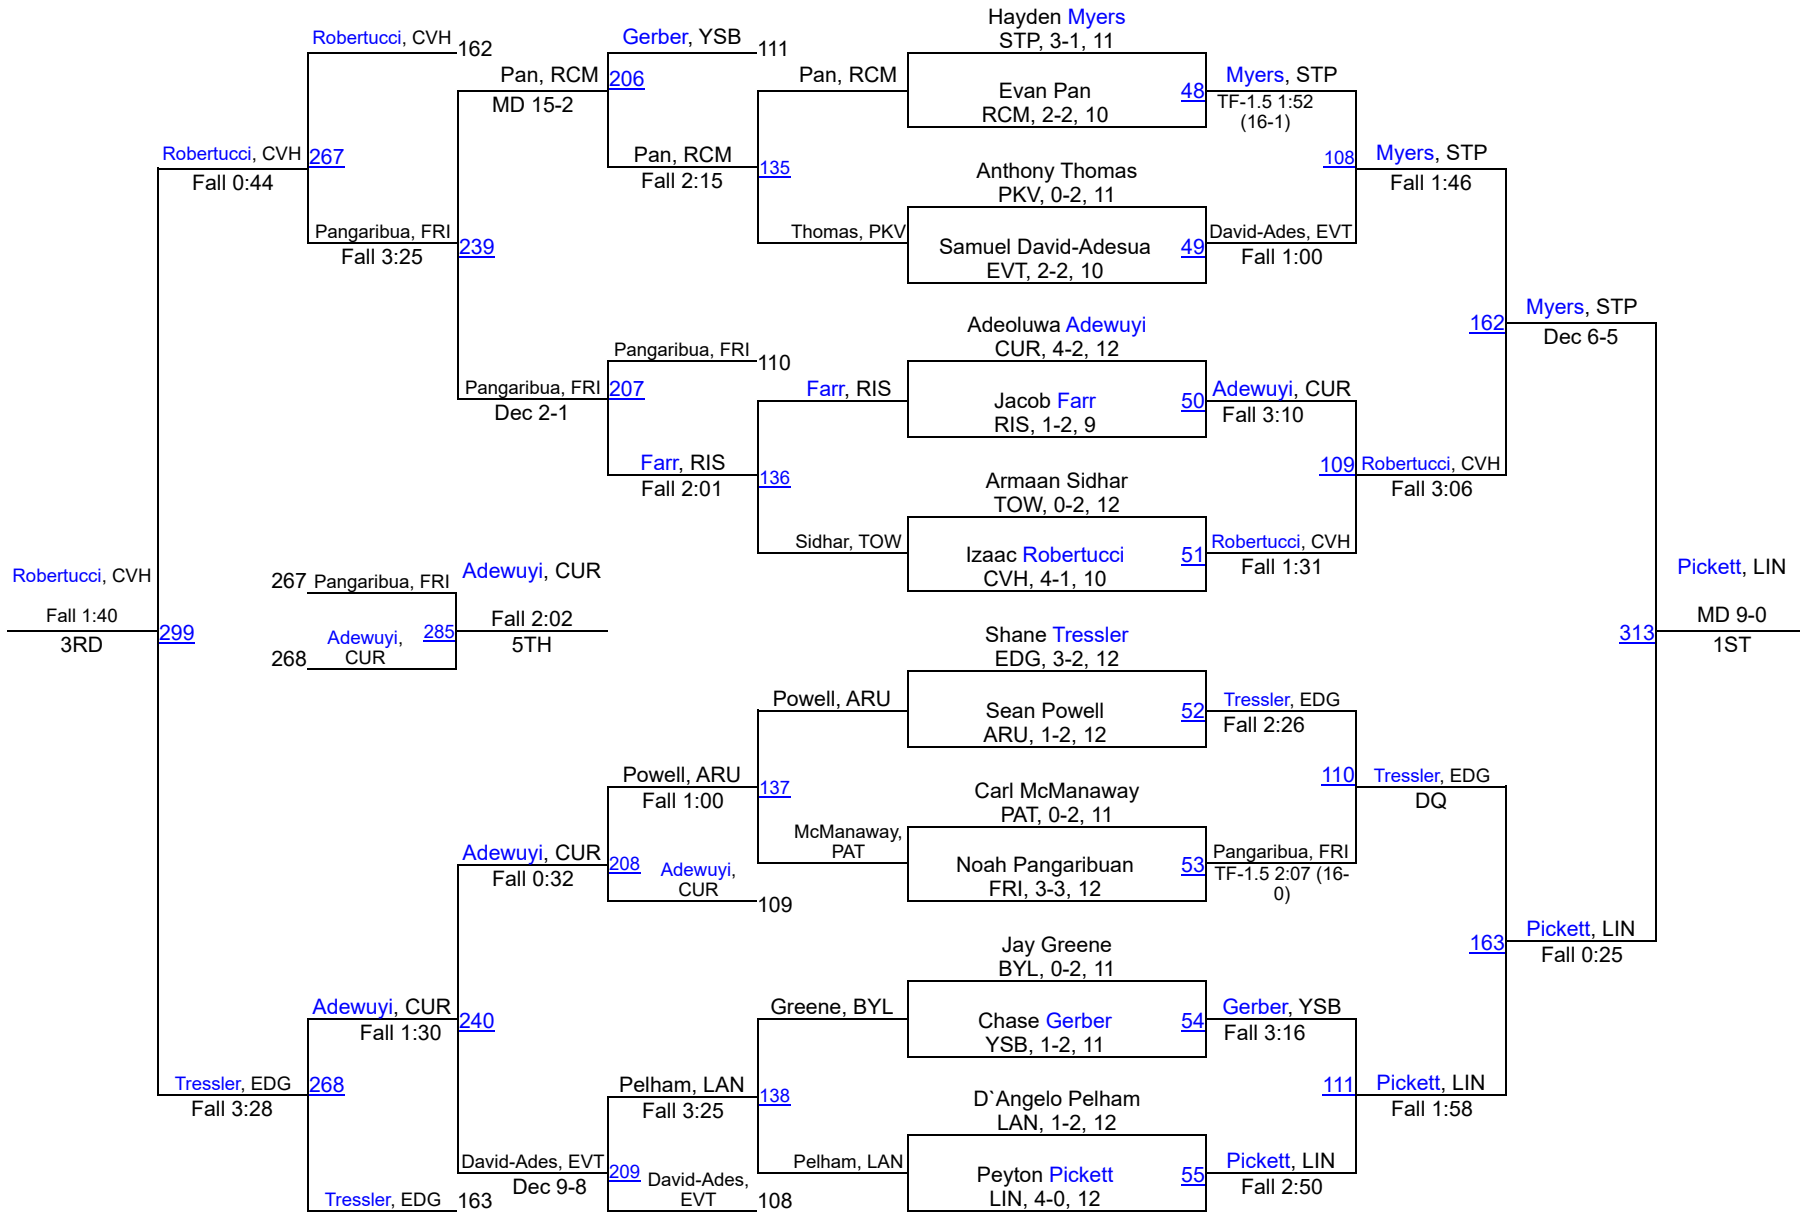 Hayden Myers
STP, 3-1, 11
Robertucci, CVH
162
Gerber, YSB
111
Pan, RCM
206
MD 15-2
Pan, RCM
Evan Pan
RCM, 2-2, 10
48
Myers, STP
TF-1.5 1:52
(16-1)
Robertucci, CVH
267
Fall 0:44
Pan, RCM
Fall 2:15
135
Anthony Thomas
PKV, 0-2, 11
108
Myers, STP
Fall 1:46
Pangaribua, FRI
Fall 3:25
239
Thomas, PKV
Samuel David-Adesua
EVT, 2-2, 10
49
David-Ades, EVT
Fall 1:00
Myers, STP
162
Dec 6-5
Adeoluwa Adewuyi
CUR, 4-2, 12
Pangaribua, FRI
110
Pangaribua, FRI
207
Dec 2-1
Farr, RIS
Jacob Farr
RIS, 1-2, 9
50
Adewuyi, CUR
Fall 3:10
Farr, RIS
Fall 2:01
136
Armaan Sidhar
TOW, 0-2, 12
109
Robertucci, CVH
Fall 3:06
Sidhar, TOW
Izaac Robertucci
CVH, 4-1, 10
51
Robertucci, CVH
Fall 1:31
Robertucci, CVH
Fall 1:40
3RD
299
267
Pangaribua, FRI
268
Adewuyi,
CUR
285
Adewuyi, CUR
Fall 2:02
5TH
Pickett, LIN
313
MD 9-0
1ST
Shane Tressler
EDG, 3-2, 12
Powell, ARU
Sean Powell
ARU, 1-2, 12
52
Tressler, EDG
Fall 2:26
Powell, ARU
Fall 1:00
137
Carl McManaway
PAT, 0-2, 11
110
Tressler, EDG
DQ
McManaway,
PAT
Noah Pangaribuan
FRI, 3-3, 12
53
Pangaribua, FRI
TF-1.5 2:07 (16-
0)
Adewuyi, CUR
Fall 0:32
208
Adewuyi,
CUR
109
163
Pickett, LIN
Fall 0:25
Jay Greene
BYL, 0-2, 11
Adewuyi, CUR
Fall 1:30
240
Greene, BYL
Chase Gerber
YSB, 1-2, 11
54
Gerber, YSB
Fall 3:16
Tressler, EDG
Fall 3:28
268
Pelham, LAN
Fall 3:25
138
D`Angelo Pelham
LAN, 1-2, 12
111
Pickett, LIN
Fall 1:58
David-Ades, EVT
Dec 9-8
209
David-Ades,
EVT
108
Pelham, LAN
Peyton Pickett
LIN, 4-0, 12
55
Pickett, LIN
Fall 2:50
Tressler, EDG
163